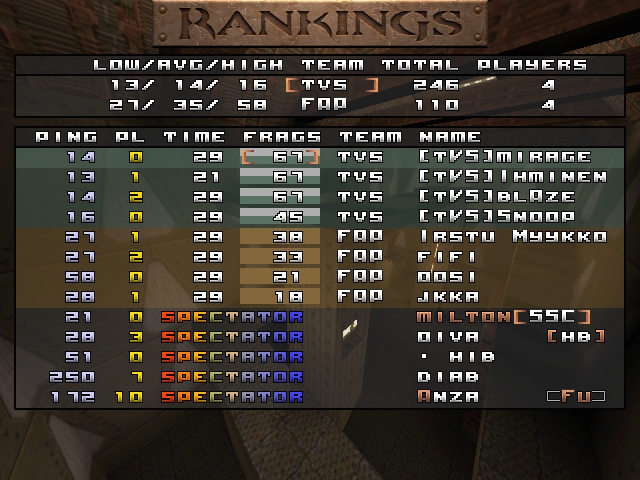 RANKINGS
LOW/AVG/HIGH TEAM TOTAL PLAYERS
13/ 14/ 16 [TVS ] 246 4
27/ 35/ 58 FAP 110 4
PING PL TIME FRAGS TEAM NAME
14 0 29 [ 67] TVS [TVS]MIRAGE
13 1 21 67 TVS [TVS]IHMINEN
14 2 29 67 TVS [TVS]BLAZE
16 0 29 45 TVS [TVS]SNOOP
27 1 29 38 FAP IRSTU MYYKKO
27 2 29 33 FAP FIFI
58 0 29 21 FAP OOSI
28 1 29 18 FAP JKKA
21 0 SPECTATOR MILTON[SSC]
28 3 SPECTATOR OIVA [HB]
51 0 SPECTATOR · HIB
250 7 SPECTATOR DIAB
172 10 SPECTATOR ANZA [FU]